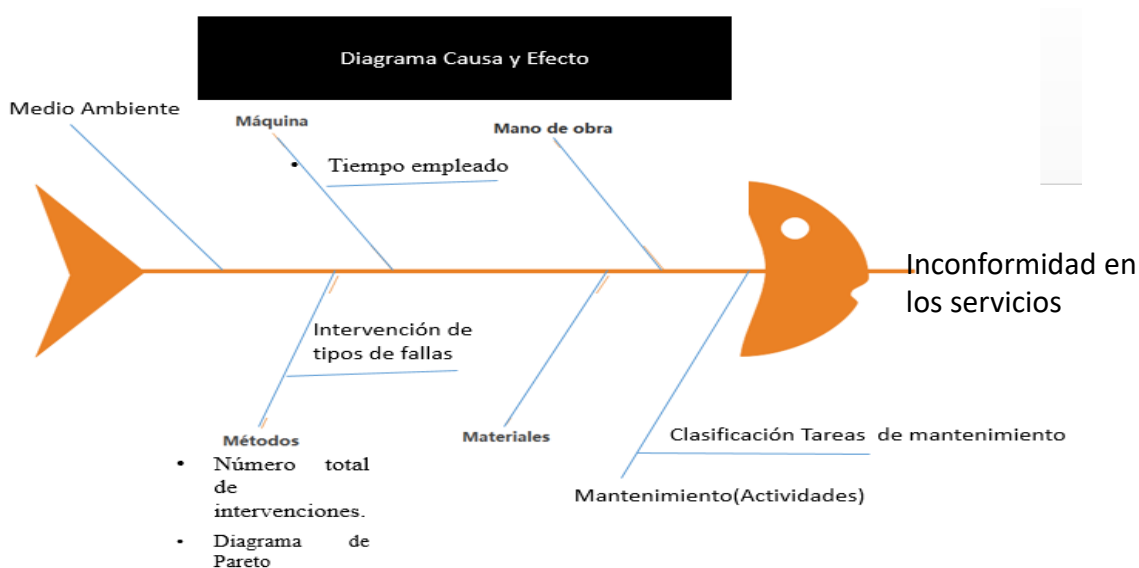 Diagrama Causa y Efecto
Medio Ambiente
Máquina
Mano de obra
• Tiempo empleado
Inconformidad en
los servicios
Intervención de
tipos de fallas
Métodos
Materiales
Clasificación Tareas de mantenimiento
Mantenimiento(Actividades)
• Número total
de
intervenciones.
• Diagrama de
Pareto